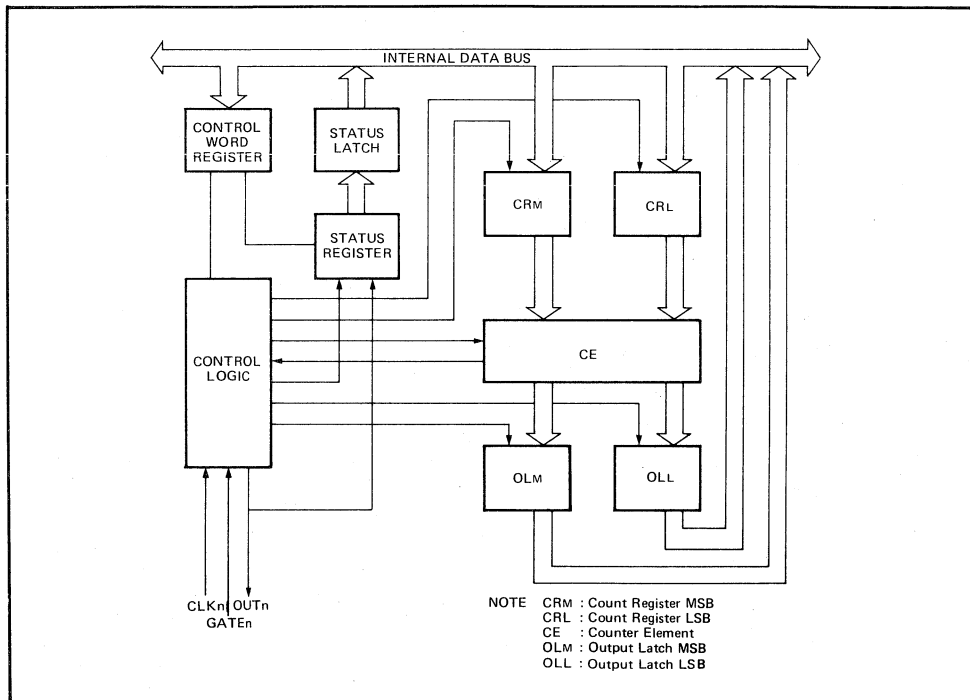 INTERNAL DATA BUS
CONTROL
WORD
REGISTER
STATUS
LATCH
CRM
CRL
STATUS
REGISTER
CONTROL
LOGIC
CE
OLM
OLL
CLKn OUTn
GATEn
NOTE CRM : Count Register MSB
CRL : Count Register LSB
CE : Counter Element
OLM : Output Latch MSB
OLL : Output Latch LSB